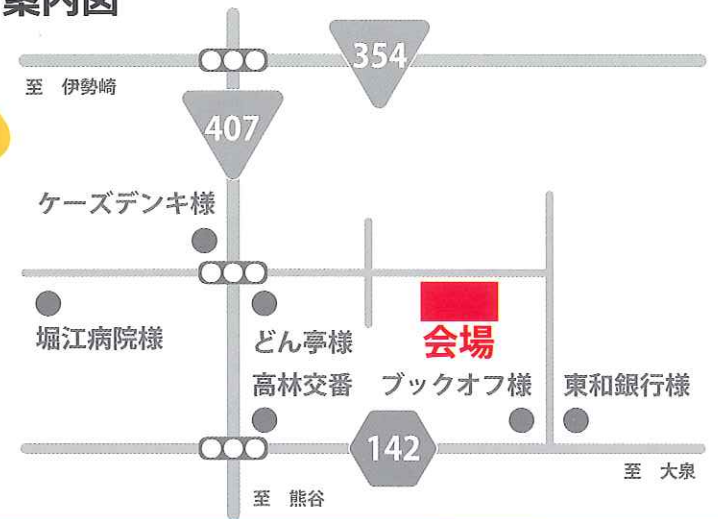 案内図
354
至 伊勢崎
407
ケーズデンキ様
堀江病院様
どん亭様
会場
高林交番
ブックオフ様
東和銀行様
142
至 大泉
至 熊谷